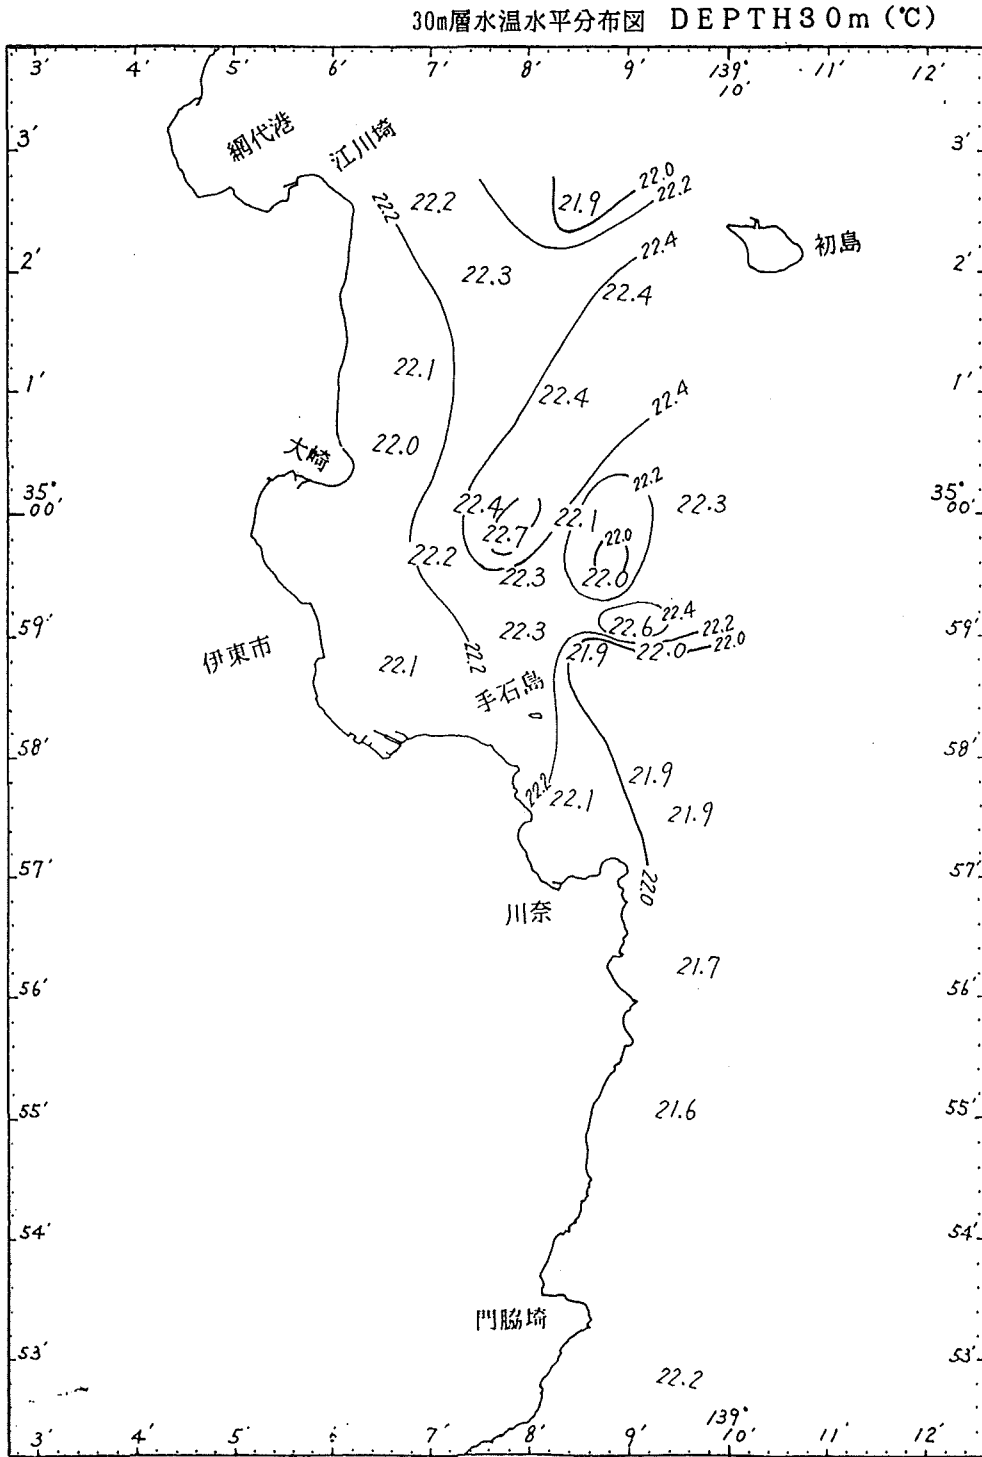 30m層水温水平分布図 DEPTH30m(℃)
3′ 4′ 5′ 6′ 7′ 8′ 9′ 139° 10′ 11′ 12′
網代港
江川埼
3′ 3′
22.2 22.2 21.9 22.0 22.2
初島
22.4
2′ 2′
22.3 22.4
22.1
1′ 1′
22.4 22.4
大崎
22.0
35° 00′ 35° 00′
22.4 22.7 22.1 22.2 22.3
22.0
22.2 22.3 22.0
59′ 59′
22.3 22.6 22.4 22.2
伊東市
22.1 22.2 21.9 22.0 22.0
手石島
58′ 58′
22.2 22.1 21.9
21.9
57′ 57′
22.0
川奈
21.7
56′ 56′
21.6
55′ 55′
54′ 54′
門脇埼
53′ 53′
22.2
3′ 4′ 5′ 6′ 7′ 8′ 9′ 139° 10′ 11′ 12′